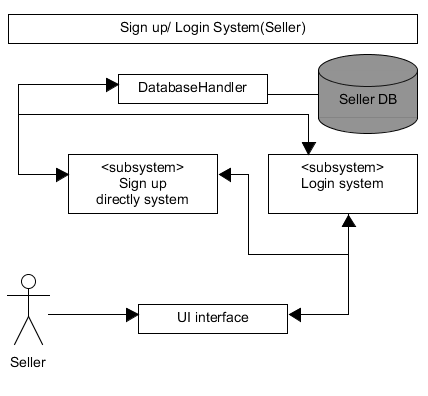 Sign up/ Login System(Seller)
DatabaseHandler
Seller DB
<subsystem>
Sign up
directly system
<subsystem>
Login system
UI interface
Seller